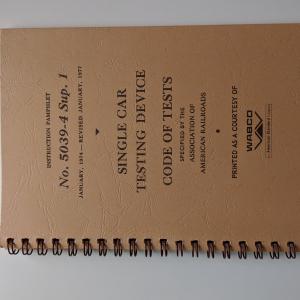 INSTRUCTION PAMPHLET
No. 5039-4 Sup. 1
JANUARY, 1974 — REVISED JANUARY, 1977
SINGLE CAR
TESTING DEVICE
CODE OF TESTS
SPECIFIED BY THE
ASSOCIATION OF
AMERICAN RAILROADS
PRINTED AS A COURTESY OF
WABCO